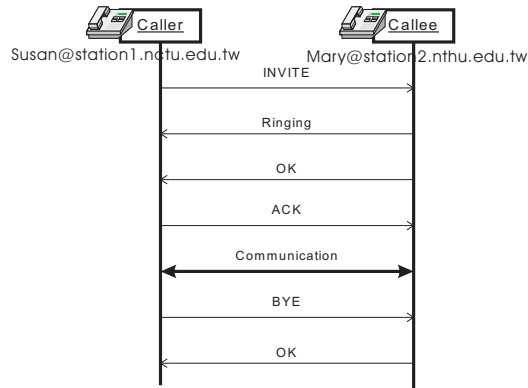 Caller
Callee
Susan@station1.nctu.edu.tw
Mary@station2.nthu.edu.tw
INVITE
Ringing
OK
ACK
Communication
BYE
OK